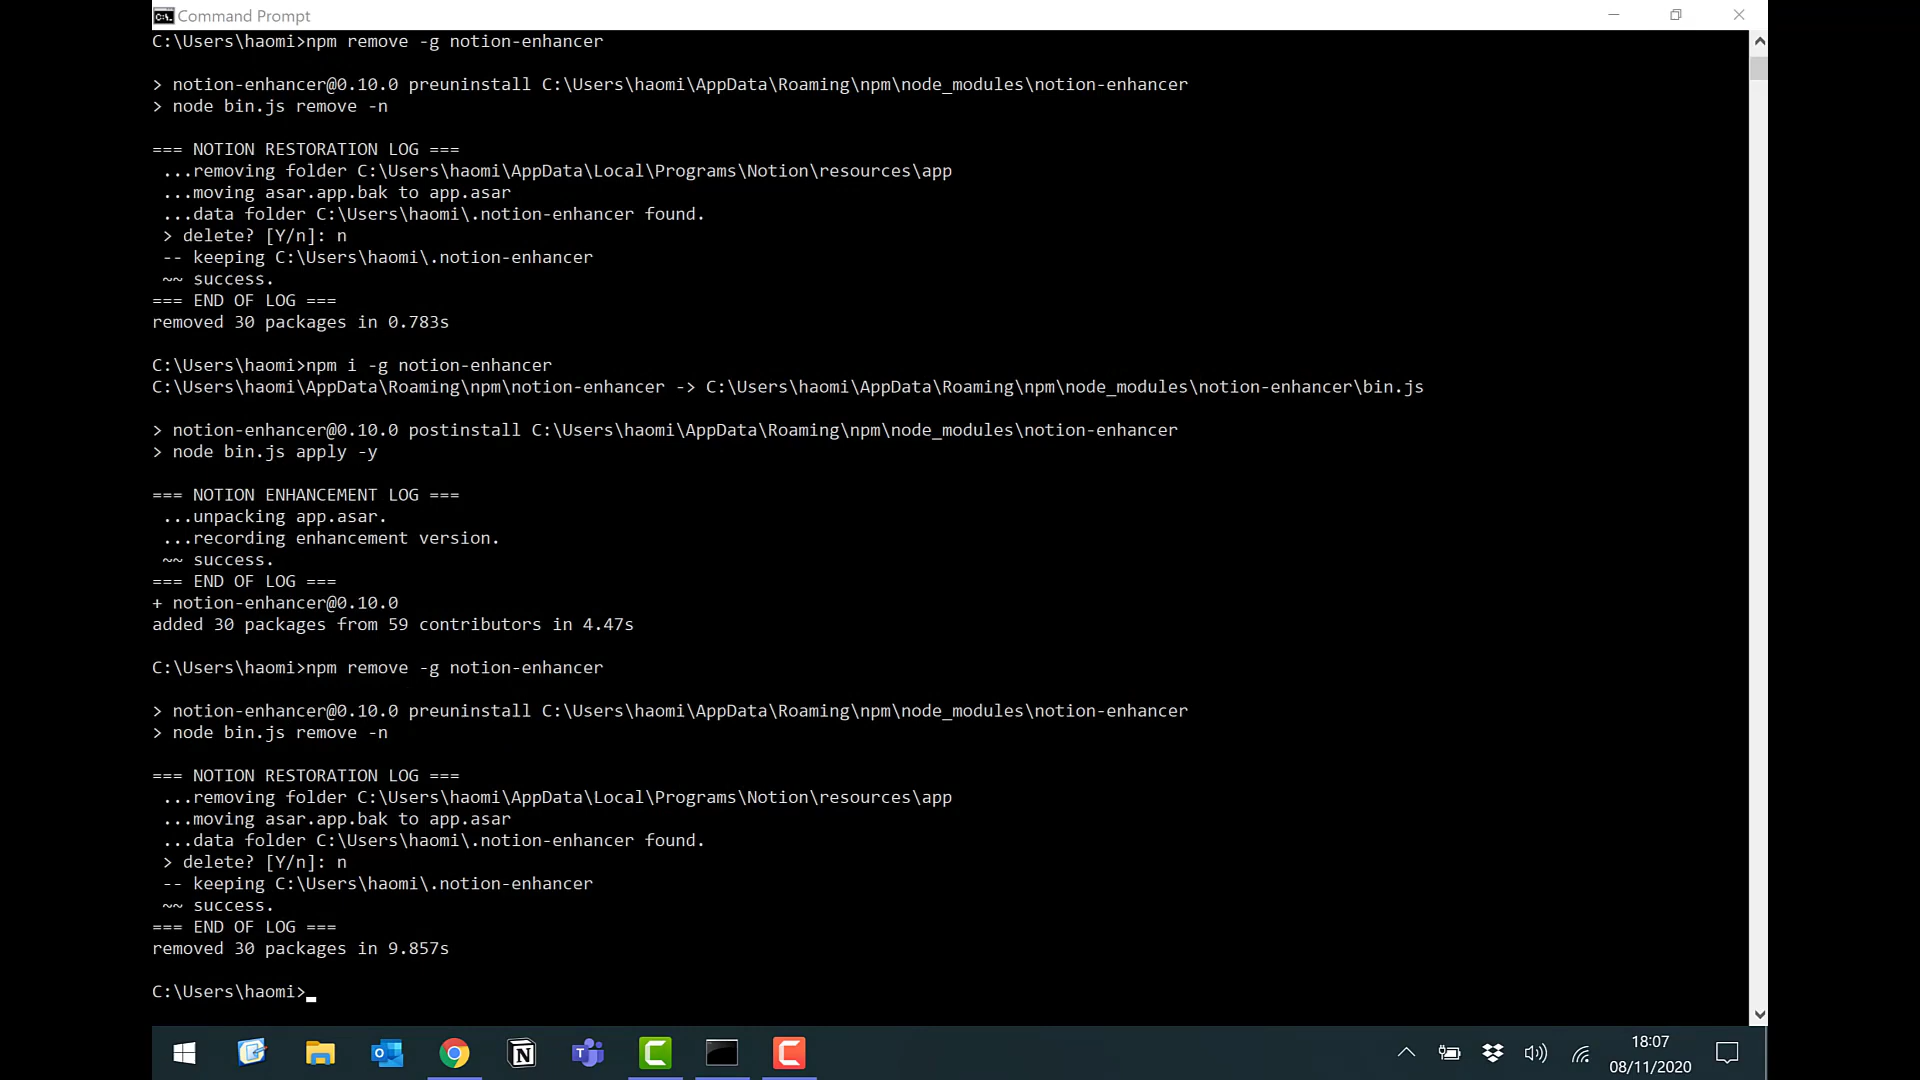 Command Prompt
C:\Users\haomi>npm remove -g notion-enhancer
> notion-enhancer@0.10.0 preuninstall C:\Users\haomi\AppData\Roaming\npm\node_modules\notion-enhancer
> node bin.js remove -n
=== NOTION RESTORATION LOG ===
...removing folder C:\Users\haomi\AppData\Local\Programs\Notion\resources\app
...moving asar.app.bak to app.asar
...data folder C:\Users\haomi\.notion-enhancer found.
> delete? [Y/n]: n
-- keeping C:\Users\haomi\.notion-enhancer
~~ success.
=== END OF LOG ===
removed 30 packages in 0.783s
C:\Users\haomi>npm i -g notion-enhancer
C:\Users\haomi\AppData\Roaming\npm\notion-enhancer -> C:\Users\haomi\AppData\Roaming\npm\node_modules\notion-enhancer\bin.js
> notion-enhancer@0.10.0 postinstall C:\Users\haomi\AppData\Roaming\npm\node_modules\notion-enhancer
> node bin.js apply -y
=== NOTION ENHANCEMENT LOG ===
...unpacking app.asar.
...recording enhancement version.
~~ success.
=== END OF LOG ===
+ notion-enhancer@0.10.0
added 30 packages from 59 contributors in 4.47s
C:\Users\haomi>npm remove -g notion-enhancer
> notion-enhancer@0.10.0 preuninstall C:\Users\haomi\AppData\Roaming\npm\node_modules\notion-enhancer
> node bin.js remove -n
=== NOTION RESTORATION LOG ===
...removing folder C:\Users\haomi\AppData\Local\Programs\Notion\resources\app
...moving asar.app.bak to app.asar
...data folder C:\Users\haomi\.notion-enhancer found.
> delete? [Y/n]: n
-- keeping C:\Users\haomi\.notion-enhancer
~~ success.
=== END OF LOG ===
removed 30 packages in 9.857s
C:\Users\haomi>
18:07
08/11/2020